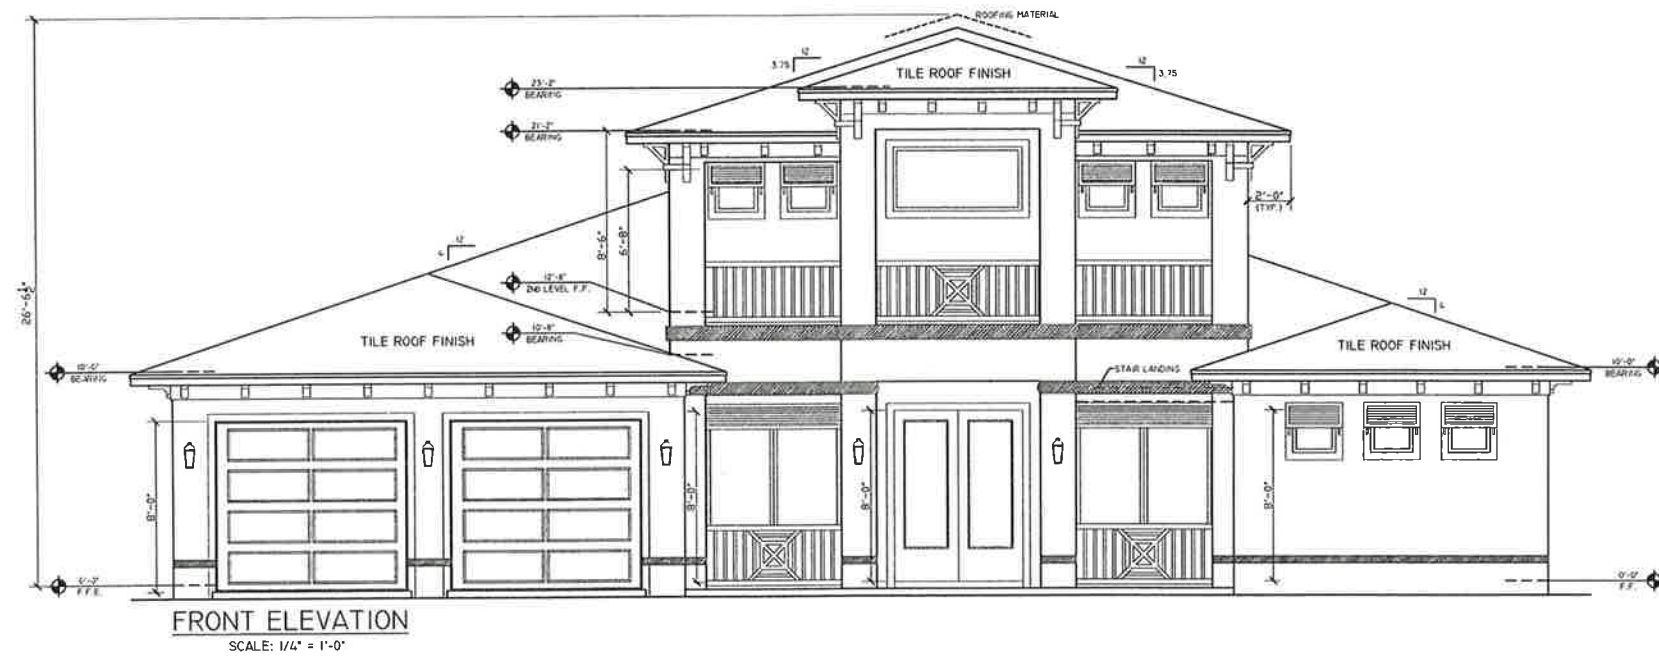 ROOFING MATERIAL
12
3.75
12
3.75
TILE ROOF FINISH
23'-2"
BEARING
21'-2"
BEARING
2'-0"
(TYP.)
8'-6"
6'-8"
12
4
12'-8"
2ND LEVEL F.F.
26'-6 1/2"
12
4
10'-8"
BEARING
TILE ROOF FINISH
TILE ROOF FINISH
10'-0"
BEARING
STAIR LANDING
10'-0"
BEARING
8'-0"
8'-0"
8'-0"
8'-0"
F.F.E.
0'-0"
F.F.
FRONT ELEVATION
SCALE: 1/4" = 1'-0"